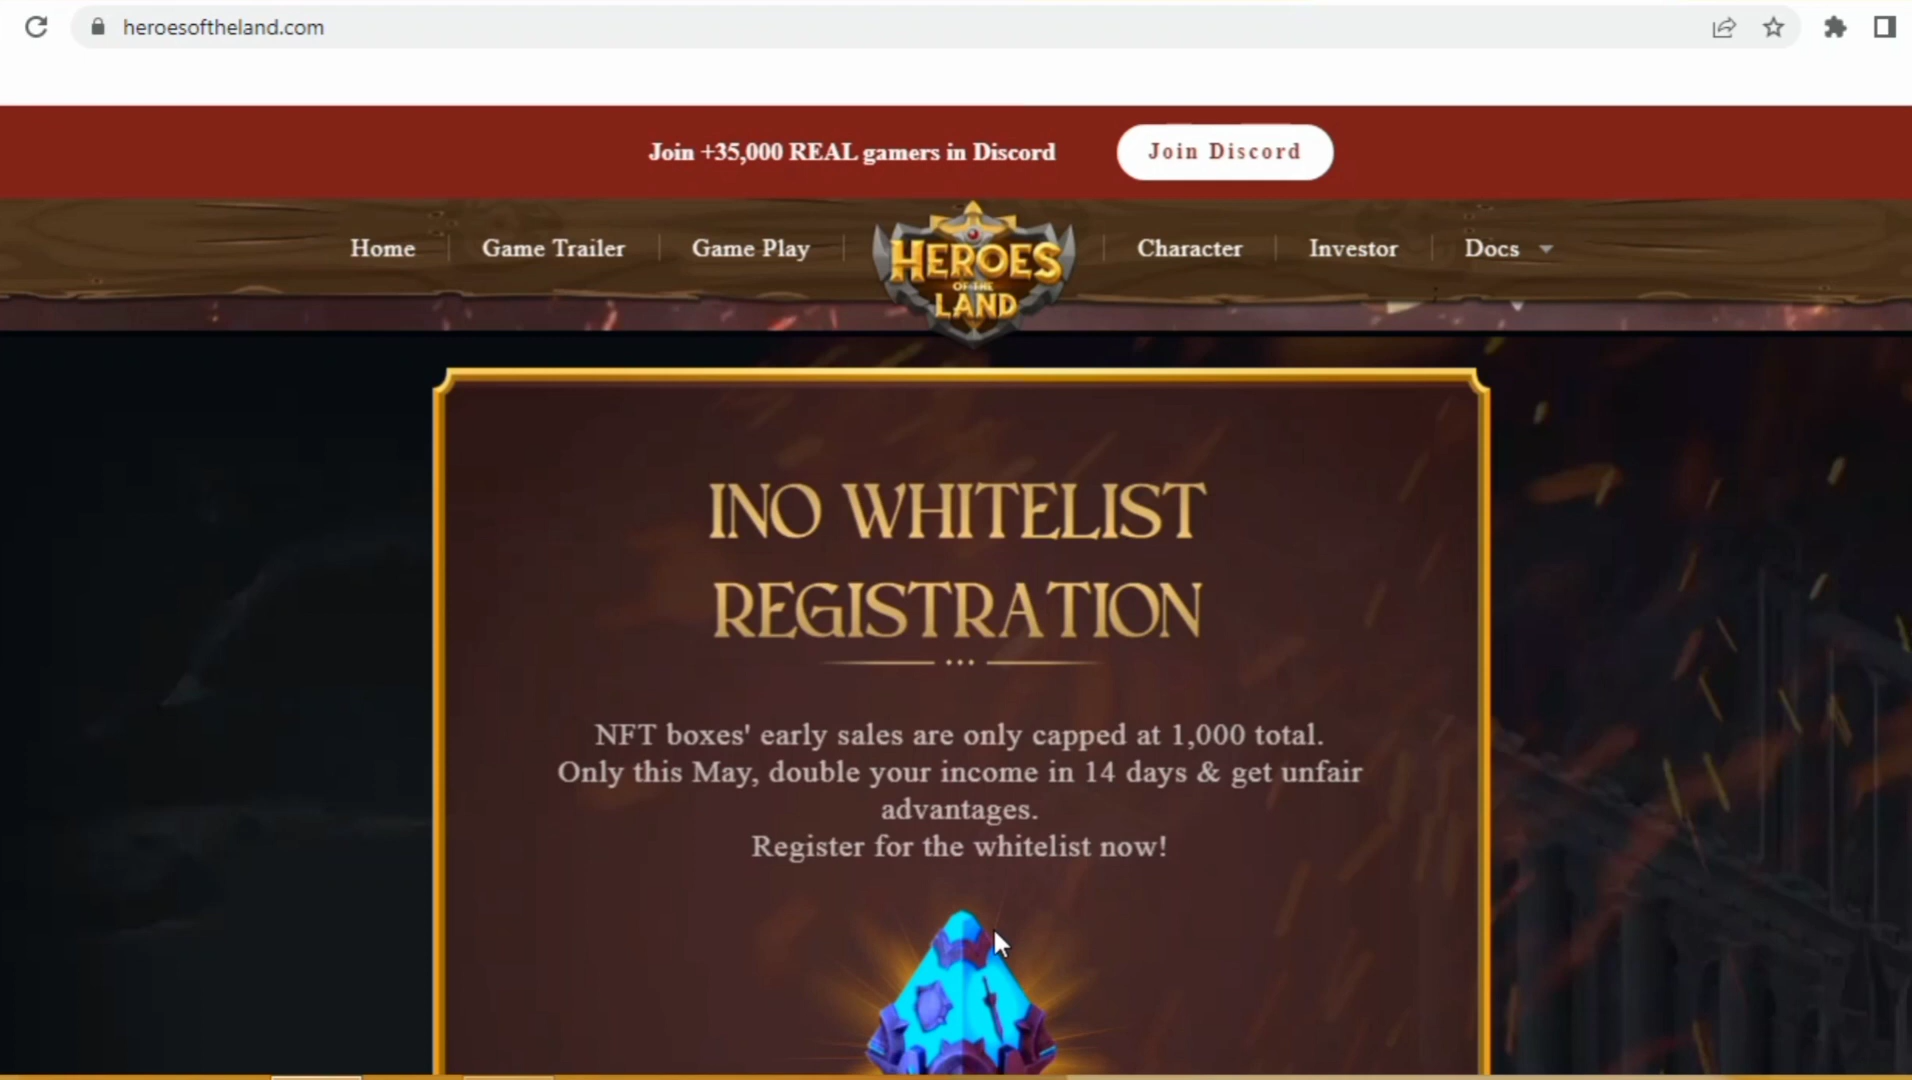 heroesoftheland.com
Join +35,000 REAL gamers in Discord
Join Discord
Home
Game Trailer
Game Play
HEROES
OF THE
LAND
Character
Investor
Docs
INO WHITELIST
REGISTRATION
NFT boxes' early sales are only capped at 1,000 total.
Only this May, double your income in 14 days & get unfair
advantages.
Register for the whitelist now!